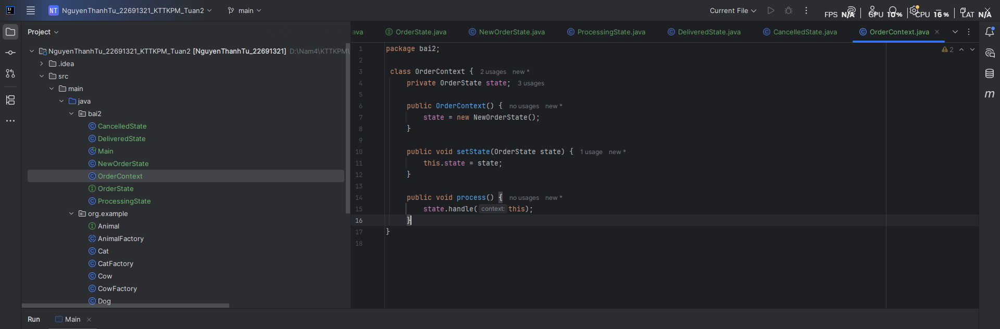 NT NguyenThanhTu_22691321_KTTKPM_Tuan2 main Current File
FPS N/A GPU 10% CPU 16% LAT N/A
Project
ava OrderState.java NewOrderState.java ProcessingState.java DeliveredState.java CancelledState.java OrderContext.java
NguyenThanhTu_22691321_KTTKPM_Tuan2 [NguyenThanhTu_22691321] D:\Nam4\KTTKPM\
.idea
src
main
java
bai2
CancelledState
DeliveredState
Main
NewOrderState
OrderContext
OrderState
ProcessingState
org.example
Animal
AnimalFactory
Cat
CatFactory
Cow
CowFactory
Dog
1 package bai2;
2
3 class OrderContext { 2 usages new *
4 private OrderState state; 3 usages
5
6 public OrderContext() { no usages new *
7 state = new NewOrderState();
8 }
9
10 public void setState(OrderState state) { 1 usage new *
11 this.state = state;
12 }
13
14 public void process() { no usages new *
15 state.handle( context: this);
16 }
17 }
18
2
m
Run Main